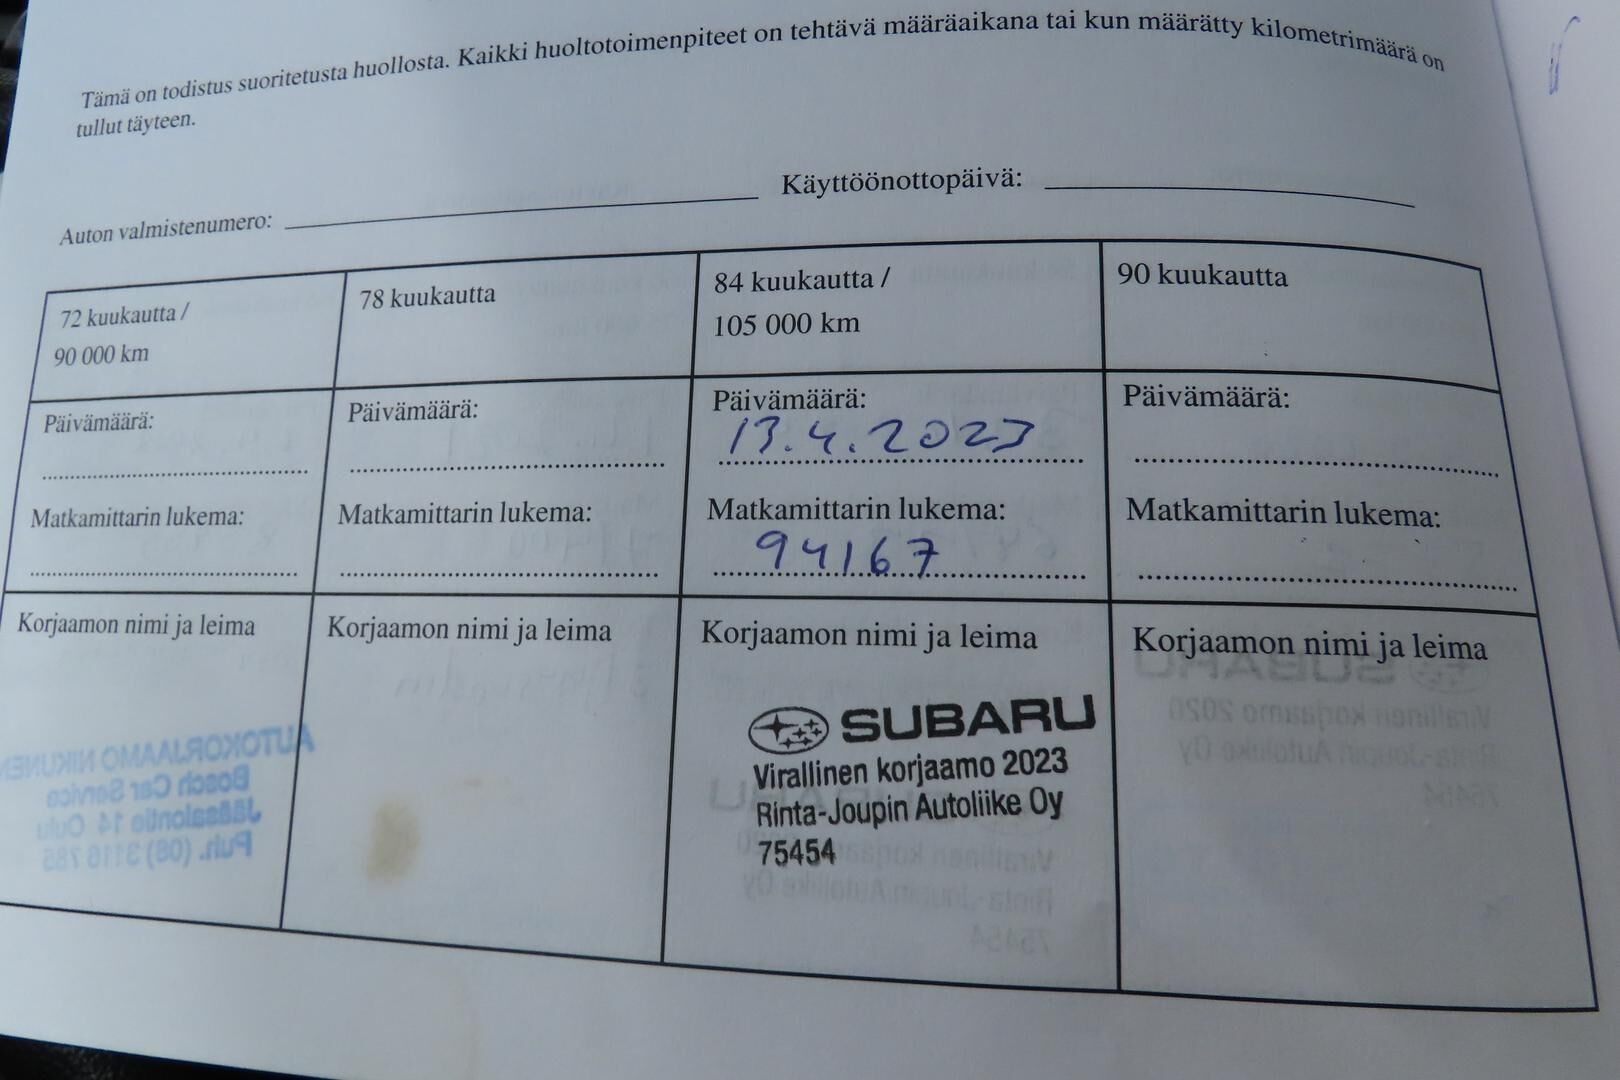 Tämä on todistus suoritetusta huollosta. Kaikki huoltotoimenpiteet on tehtävä määräaikana tai kun määrätty kilometrimäärä on
tullut täyteen.
Auton valmistenumero:
Käyttöönottopäivä:
72 kuukautta /
90 000 km
78 kuukautta
84 kuukautta /
105 000 km
90 kuukautta
Päivämäärä:
Päivämäärä:
Päivämäärä:
13.4.2023
Päivämäärä:
Matkamittarin lukema:
Matkamittarin lukema:
Matkamittarin lukema:
94167
Matkamittarin lukema:
Korjaamon nimi ja leima
Korjaamon nimi ja leima
Korjaamon nimi ja leima
SUBARU
Virallinen korjaamo 2023
Rinta-Joupin Autoliike Oy
75454
Korjaamon nimi ja leima